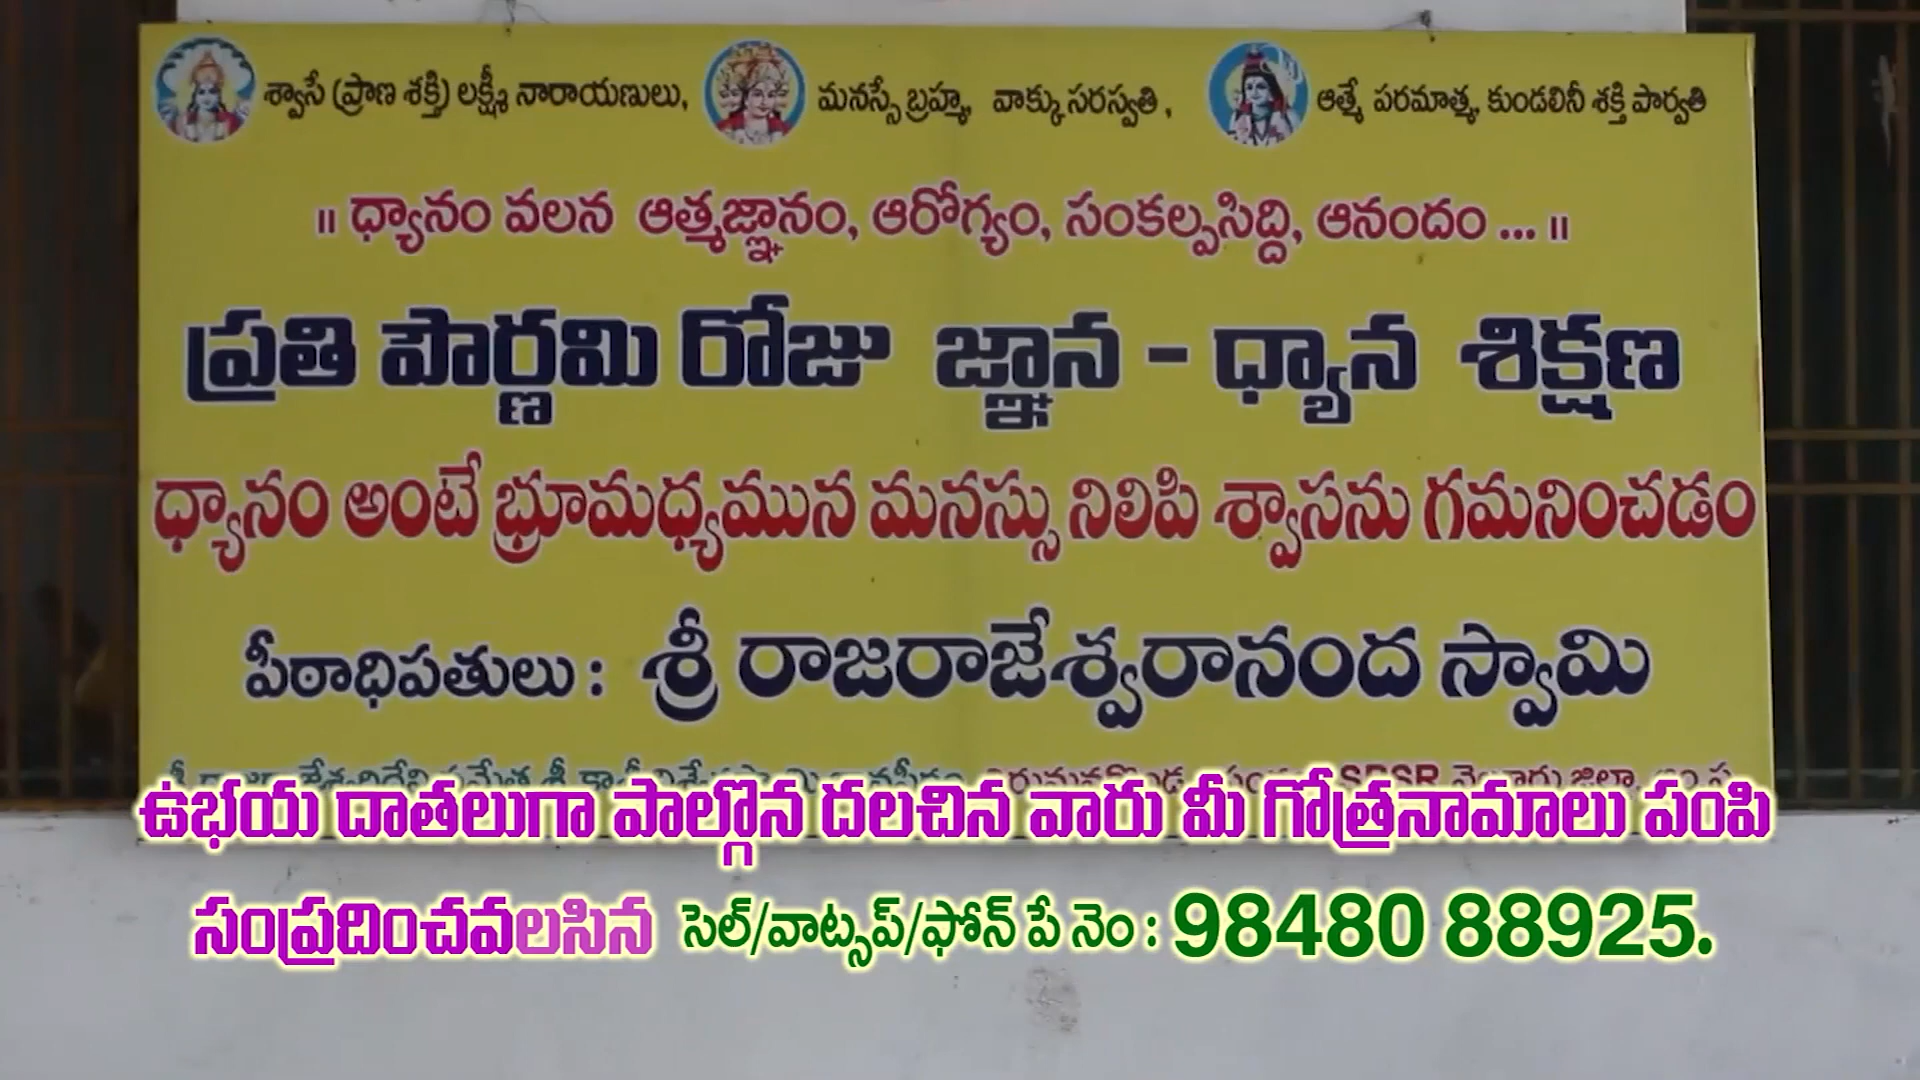 శ్వాసే (ప్రాణ శక్తి) లక్ష్మీ నారాయణులు, మనస్సే బ్రహ్మ, వాక్కు సరస్వతి, ఆత్మే పరమాత్మ, కుండలినీ శక్తి పార్వతి
॥ ధ్యానం వలన ఆత్మజ్ఞానం, ఆరోగ్యం, సంకల్పసిద్ది, ఆనందం ... ॥
ప్రతి పౌర్ణమి రోజు జ్ఞాన - ధ్యాన శిక్షణ
ధ్యానం అంటే భ్రూమధ్యమున మనస్సు నిలిపి శ్వాసను గమనించడం
పీఠాధిపతులు : శ్రీ రాజరాజేశ్వరానంద స్వామి
SPSR నెల్లూరు జిల్లా,
ఉభయ దాతలుగా పాల్గొన దలచిన వారు మీ గోత్రనామాలు పంపి
సంప్రదించవలసిన సెల్/వాట్సప్/ఫోన్ పే నెం : 98480 88925.